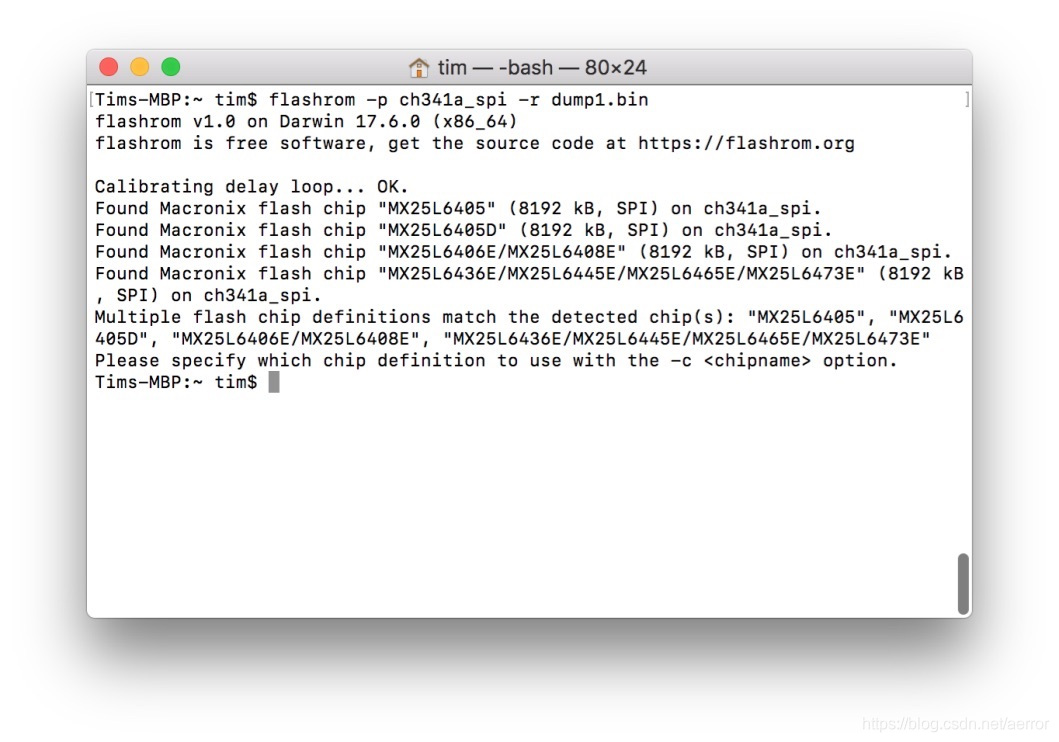 tim — -bash — 80×24
[Tims-MBP:~ tim$ flashrom -p ch341a_spi -r dump1.bin ]
flashrom v1.0 on Darwin 17.6.0 (x86_64)
flashrom is free software, get the source code at https://flashrom.org
Calibrating delay loop... OK.
Found Macronix flash chip "MX25L6405" (8192 kB, SPI) on ch341a_spi.
Found Macronix flash chip "MX25L6405D" (8192 kB, SPI) on ch341a_spi.
Found Macronix flash chip "MX25L6406E/MX25L6408E" (8192 kB, SPI) on ch341a_spi.
Found Macronix flash chip "MX25L6436E/MX25L6445E/MX25L6465E/MX25L6473E" (8192 kB
, SPI) on ch341a_spi.
Multiple flash chip definitions match the detected chip(s): "MX25L6405", "MX25L6
405D", "MX25L6406E/MX25L6408E", "MX25L6436E/MX25L6445E/MX25L6465E/MX25L6473E"
Please specify which chip definition to use with the -c <chipname> option.
Tims-MBP:~ tim$
https://blog.csdn.net/aerror